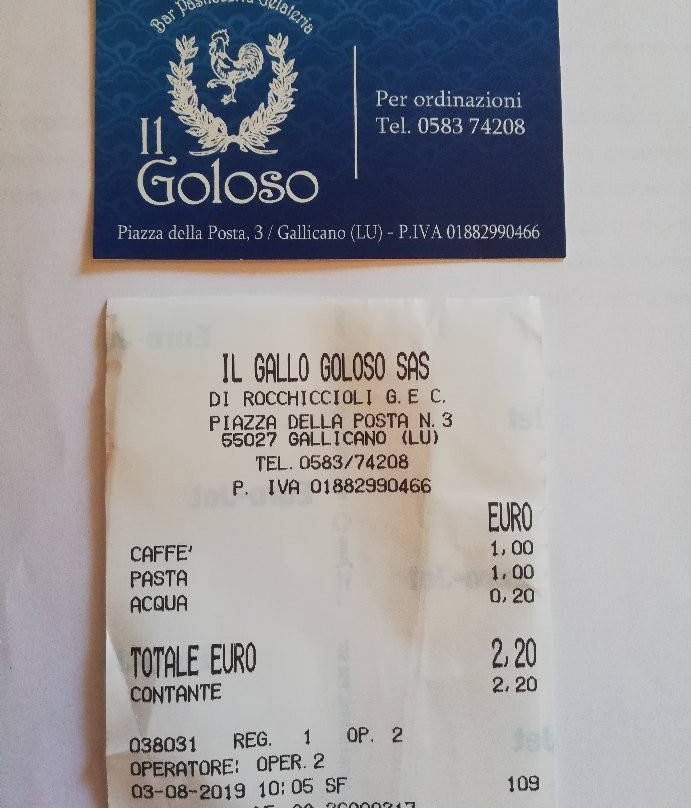 Bar Pasticceria Gelateria
Il
Goloso
Per ordinazioni
Tel. 0583 74208
Piazza della Posta, 3 / Gallicano (LU) - P.IVA 01882990466
IL GALLO GOLOSO SAS
DI ROCCHICCIOLI G. E C.
PIAZZA DELLA POSTA N. 3
55027 GALLICANO (LU)
TEL. 0583/74208
P. IVA 01882990466
EURO
CAFFE' 1,00
PASTA 1,00
ACQUA 0,20
TOTALE EURO 2,20
CONTANTE 2,20
038031 REG. 1 OP. 2
OPERATORE: OPER. 2
03-08-2019 10:05 SF 109